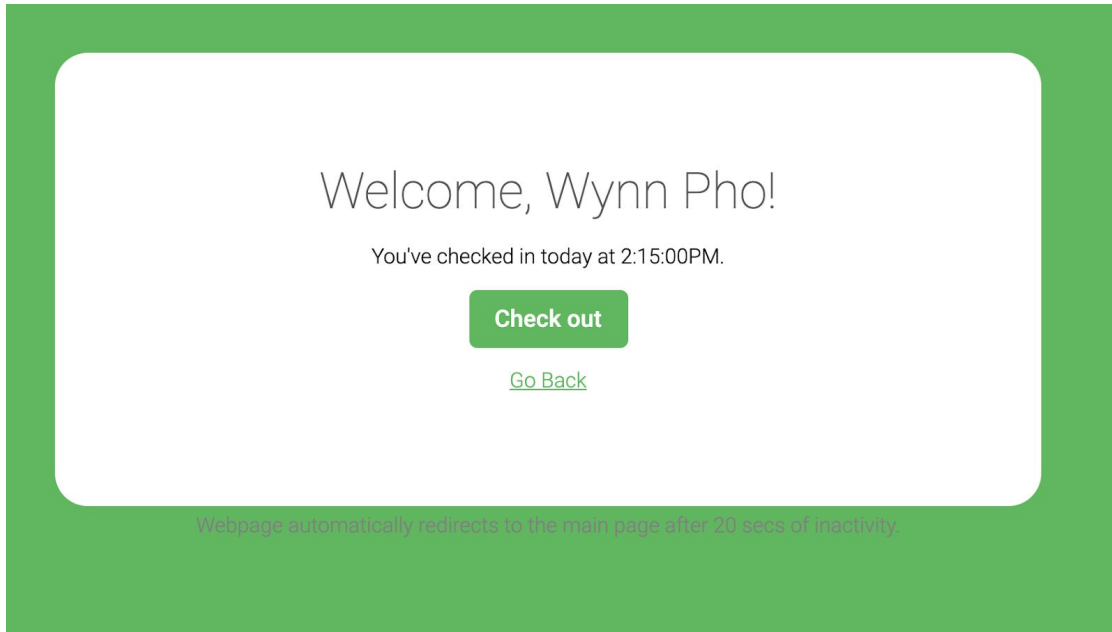 Welcome, Wynn Pho!
You've checked in today at 2:15:00PM.
Check out
Go Back
Webpage automatically redirects to the main page after 20 secs of inactivity.